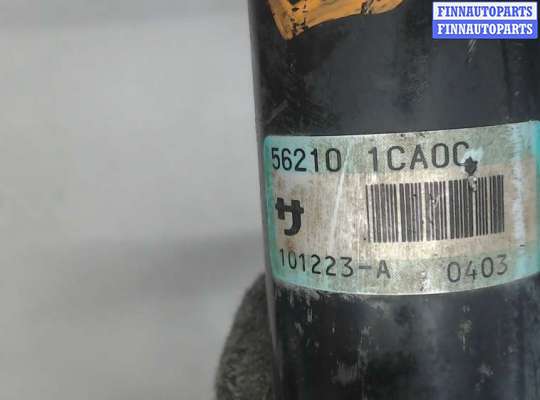 FINNAUTOPARTS
FINNAUTOPARTS
56210 1CA0C
サ
101223-A 0403